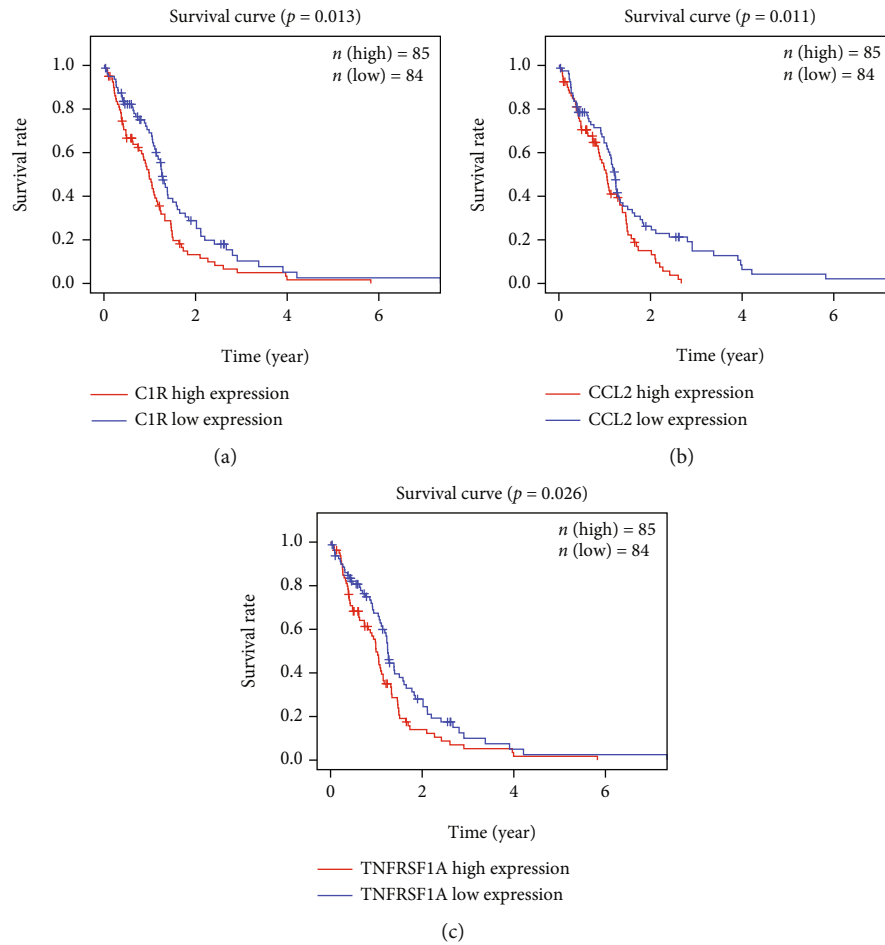 Survival curve (p = 0.013)
n (high) = 85
n (low) = 84
1.0
0.8
0.6
0.4
0.2
0.0
Survival rate
0 2 4 6
Time (year)
C1R high expression
C1R low expression
(a)
Survival curve (p = 0.011)
n (high) = 85
n (low) = 84
1.0
0.8
0.6
0.4
0.2
0.0
Survival rate
0 2 4 6
Time (year)
CCL2 high expression
CCL2 low expression
(b)
Survival curve (p = 0.026)
n (high) = 85
n (low) = 84
1.0
0.8
0.6
0.4
0.2
0.0
Survival rate
0 2 4 6
Time (year)
TNFRSF1A high expression
TNFRSF1A low expression
(c)